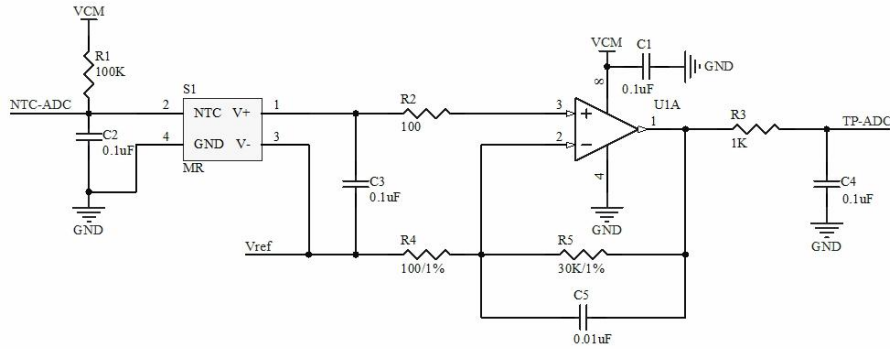 VCM
R1
100K
NTC-ADC
S1
2
NTC V+
1
4
GND V-
3
MR
C2
0.1uF
GND
R2
100
C3
0.1uF
Vref
R4
100/1%
VCM
C1
0.1uF
GND
8
U1A
3
2
1
4
GND
R3
1K
TP-ADC
C4
0.1uF
GND
R5
30K/1%
C5
0.01uF